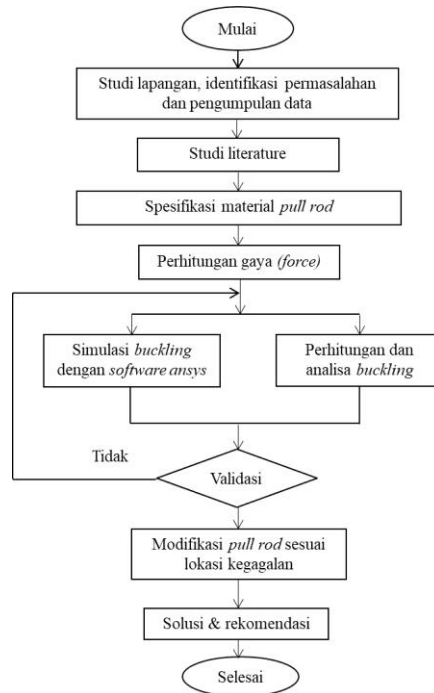 Mulai
Studi lapangan, identifikasi permasalahan
dan pengumpulan data
Studi literature
Spesifikasi material pull rod
Perhitungan gaya (force)
Simulasi buckling
dengan software ansys
Perhitungan dan
analisa buckling
Tidak
Validasi
Modifikasi pull rod sesuai
lokasi kegagalan
Solusi & rekomendasi
Selesai